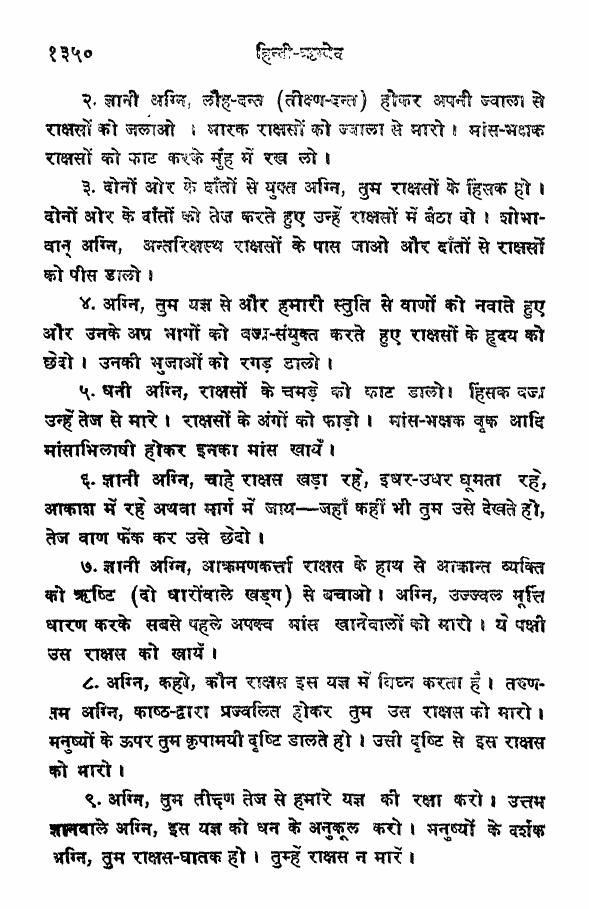 १३५० हिन्दी-ऋग्वेद
२. ज्ञानी अग्नि, लौह-दन्त (तीक्ष्ण-दन्त) होकर अपनी ज्वाला से
राक्षसों को जलाओ । मारक राक्षसों को ज्वाला से मारो । मांस-भक्षक
राक्षसों को काट करके मुँह में रख लो ।
३. दोनों ओर के दाँतों से युक्त अग्नि, तुम राक्षसों के हिंसक हो ।
दोनों ओर के दाँतों को तेज करते हुए उन्हें राक्षसों में बैठा दो । शोभा-
वान् अग्नि, अन्तरिक्षस्थ राक्षसों के पास जाओ और दाँतों से राक्षसों
को पीस डालो ।
४. अग्नि, तुम यज्ञ से और हमारी स्तुति से वाणों को नवाते हुए
और उनके अग्र भागों को वज्र-संयुक्त करते हुए राक्षसों के हृदय को
छेदो । उनकी भुजाओं को रगड़ डालो ।
५. धनी अग्नि, राक्षसों के चमड़े को काट डालो। हिंसक वज्र
उन्हें तेज से मारे । राक्षसों के अंगों को फाड़ो । मांस-भक्षक वृक आदि
मांसाभिलाषी होकर इनका मांस खायें ।
६. ज्ञानी अग्नि, चाहे राक्षस खड़ा रहे, इधर-उधर घूमता रहे,
आकाश में रहे अथवा मार्ग में जाय—जहाँ कहीं भी तुम उसे देखते हो,
तेज वाण फेंक कर उसे छेदो ।
७. ज्ञानी अग्नि, आक्रमणकर्त्ता राक्षस के हाथ से आक्रान्त व्यक्ति
को ऋष्टि (दो धारोंवाले खड्ग) से बचाओ । अग्नि, उज्ज्वल मूर्त्ति
धारण करके सबसे पहले अपक्व मांस खानेवालों को मारो । ये पक्षी
उस राक्षस को खायें ।
८. अग्नि, कहो, कौन राक्षस इस यज्ञ में विघ्न करता है । तरुण-
तम अग्नि, काष्ठ-द्वारा प्रज्वलित होकर तुम उस राक्षस को मारो ।
मनुष्यों के ऊपर तुम कृपामयी दृष्टि डालते हो । उसी दृष्टि से इस राक्षस
को मारो ।
९. अग्नि, तुम तीक्ष्ण तेज से हमारे यज्ञ की रक्षा करो । उत्तम
ज्ञानवाले अग्नि, इस यज्ञ को धन के अनुकूल करो । मनुष्यों के दर्शक
अग्नि, तुम राक्षस-घातक हो । तुम्हें राक्षस न मारें ।